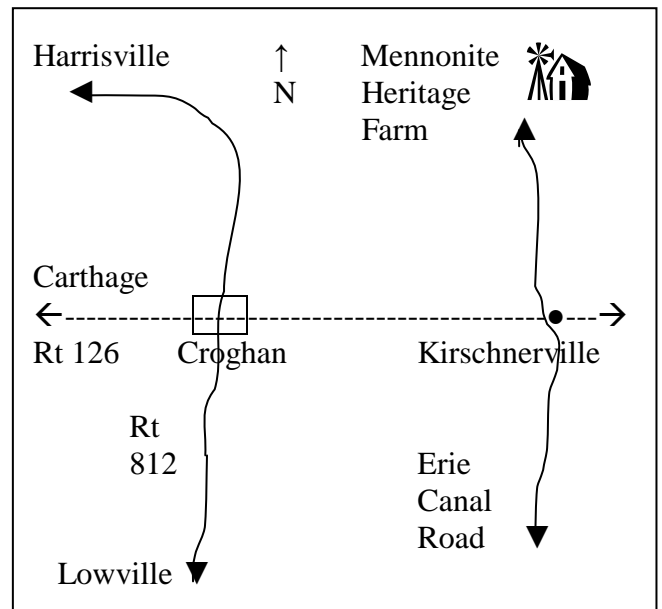 Harrisville
↑
N
Mennonite
Heritage
Farm
Carthage
Rt 126
Croghan
Kirschnerville
Rt
812
Erie
Canal
Road
Lowville